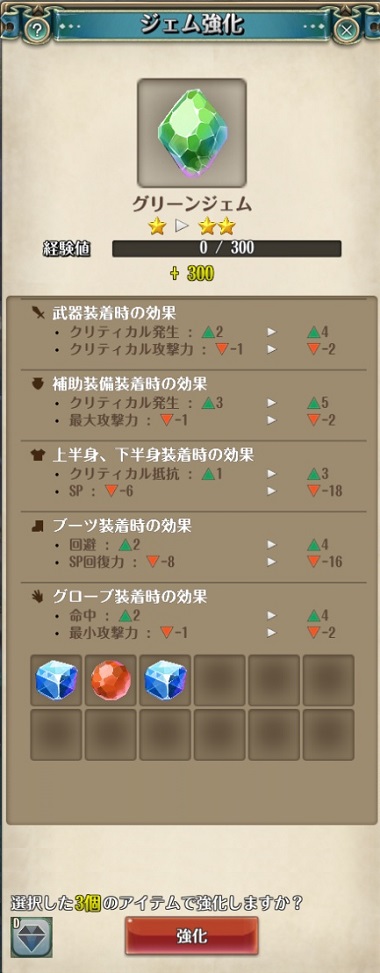 ?
ジェム強化
×
グリーンジェム
経験値 0 / 300
+ 300
武器装着時の効果
・ クリティカル発生 : ▲2 ▶ ▲4
・ クリティカル攻撃力 : ▼-1 ▶ ▼-2
補助装備装着時の効果
・ クリティカル発生 : ▲3 ▶ ▲5
・ 最大攻撃力 : ▼-1 ▶ ▼-2
上半身、下半身装着時の効果
・ クリティカル抵抗 : ▲1 ▶ ▲3
・ SP : ▼-6 ▶ ▼-18
ブーツ装着時の効果
・ 回避 : ▲2 ▶ ▲4
・ SP回復力 : ▼-8 ▶ ▼-16
グローブ装着時の効果
・ 命中 : ▲2 ▶ ▲4
・ 最小攻撃力 : ▼-1 ▶ ▼-2
選択した3個のアイテムで強化しますか？
D
強化